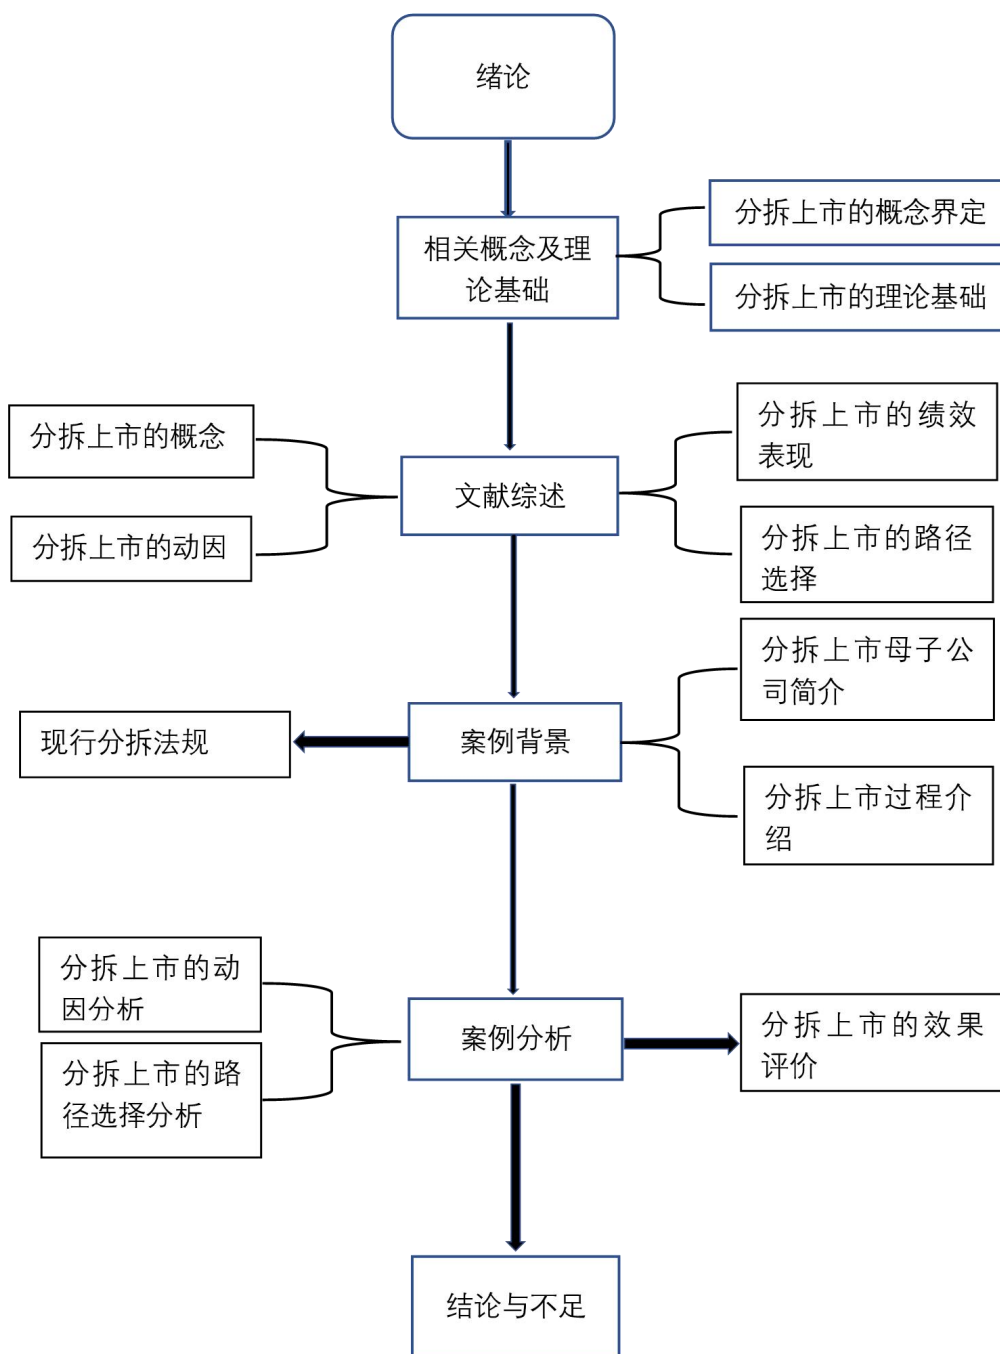 绪论
分拆上市的概念界定
相关概念及理
论基础
分拆上市的理论基础
分拆上市的概念
分拆上市的动因
文献综述
分拆上市的绩效
表现
分拆上市的路径
选择
现行分拆法规
案例背景
分拆上市母子公
司简介
分拆上市过程介
绍
分拆上市的动
因分析
分拆上市的路
径选择分析
案例分析
分拆上市的效果
评价
结论与不足